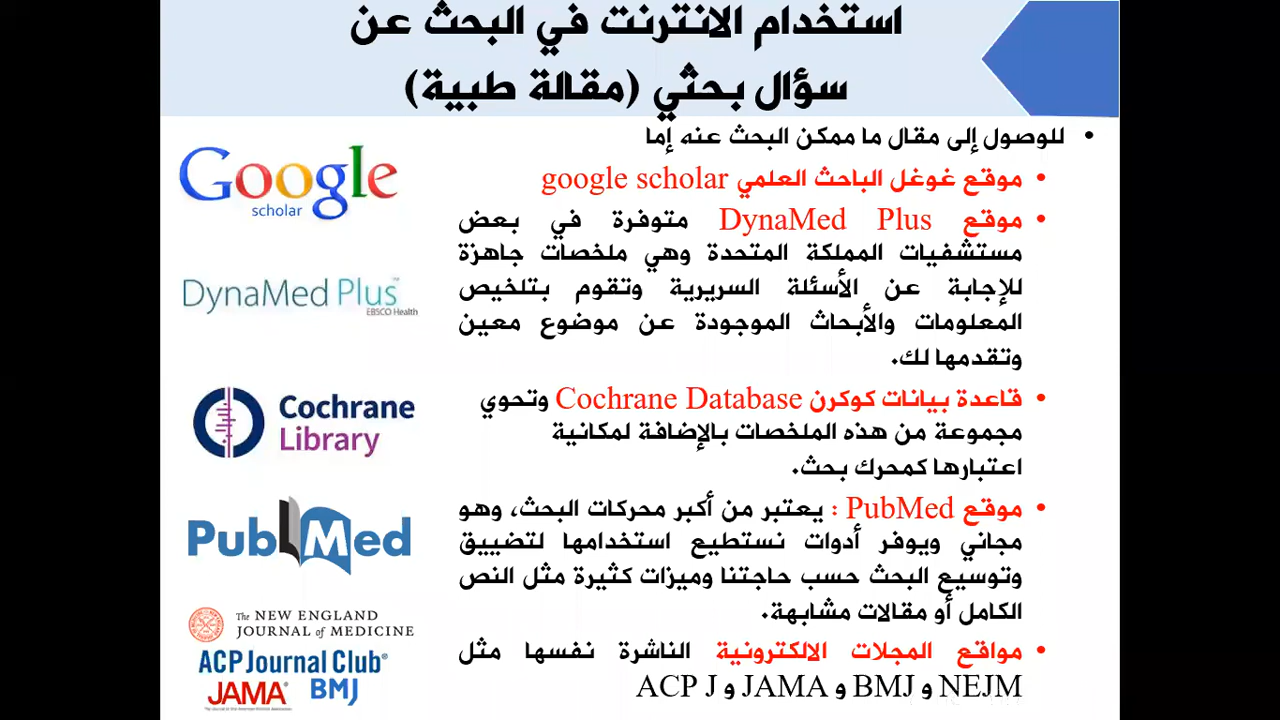 استخدام الانترنت في البحث عن
سؤال بحثي (مقالة طبية)
• للوصول إلى مقال ما ممكن البحث عنه إما
• موقع غوغل الباحث العلمي google scholar
• موقع DynaMed Plus متوفرة في بعض
مستشفيات المملكة المتحدة وهي ملخصات جاهزة
للإجابة عن الأسئلة السريرية وتقوم بتلخيص
المعلومات والأبحاث الموجودة عن موضوع معين
وتقدمها لك.
• قاعدة بيانات كوكرن Cochrane Database وتحوي
مجموعة من هذه الملخصات بالإضافة لمكانية
اعتبارها كمحرك بحث.
• موقع PubMed : يعتبر من أكبر محركات البحث، وهو
مجاني ويوفر أدوات نستطيع استخدامها لتضييق
وتوسيع البحث حسب حاجتنا وميزات كثيرة مثل النص
الكامل أو مقالات مشابهة.
• مواقع المجلات الالكترونية الناشرة نفسها مثل
NEJM و BMJ و JAMA و ACP J
Google
scholar
DynaMed Plus™
EBSCO Health
Cochrane
Library
PubMed
The NEW ENGLAND
JOURNAL of MEDICINE
ACP Journal Club®
JAMA® BMJ